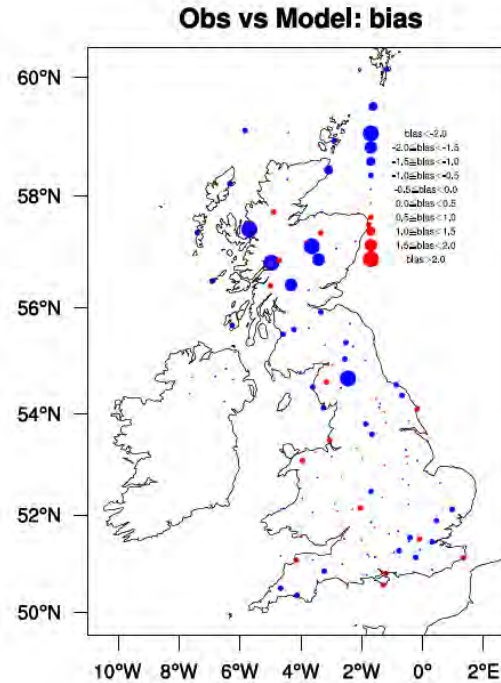 Obs vs Model: bias
60°N
58°N
56°N
54°N
52°N
50°N
bias<-2.0
-2.0≦bias<-1.5
-1.5≦bias<-1.0
-1.0≦bias<-0.5
-0.5≦bias<0.0
0.0≦bias<0.5
0.5≦bias<1.0
1.0≦bias<1.5
1.5≦bias<2.0
bias>2.0
10°W 8°W 6°W 4°W 2°W 0° 2°E